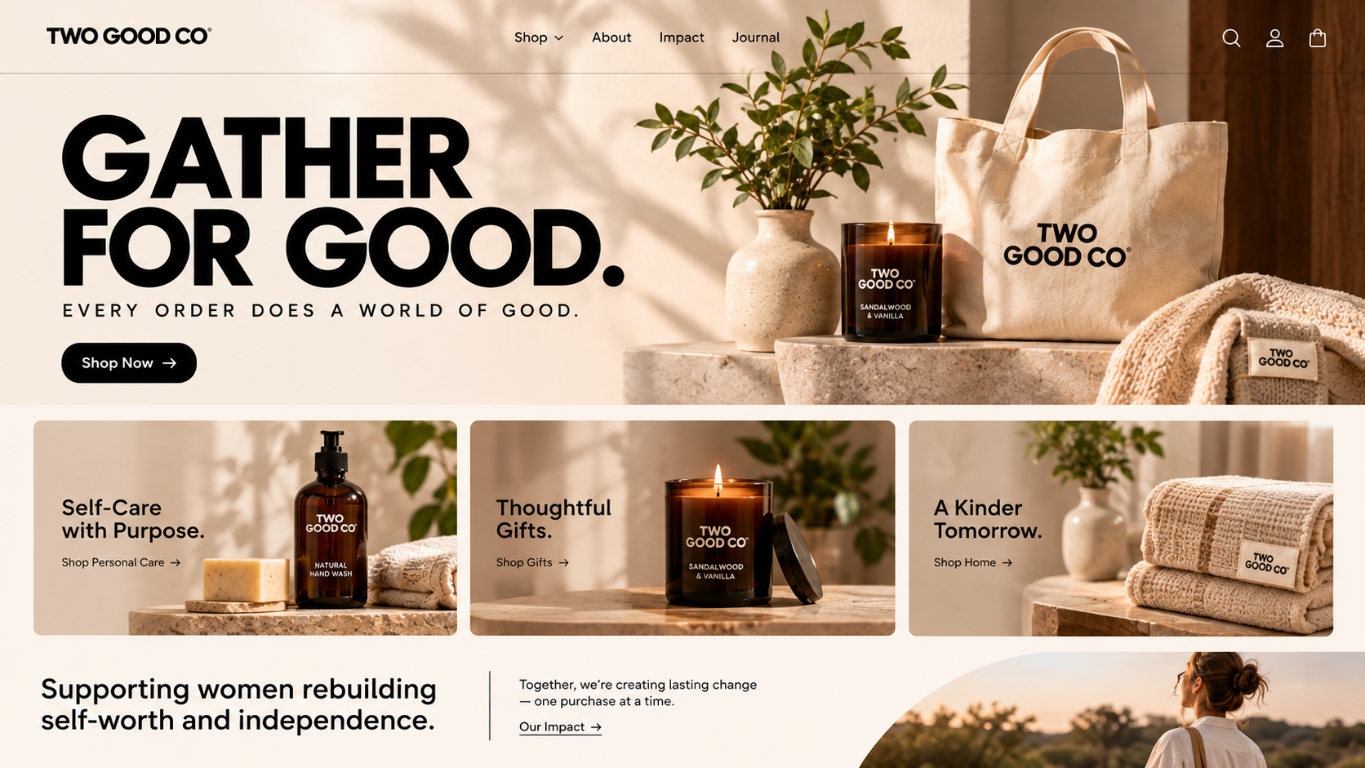 TWO GOOD CO®
Shop
About
Impact
Journal
GATHER
FOR GOOD.
EVERY ORDER DOES A WORLD OF GOOD.
Shop Now →
TWO
GOOD CO®
SANDALWOOD
& VANILLA
TWO
GOOD CO®
TWO
GOOD CO®
Self-Care
with Purpose.
Shop Personal Care →
TWO
GOOD CO®
NATURAL
HAND WASH
Thoughtful
Gifts.
Shop Gifts →
TWO
GOOD CO®
SANDALWOOD
& VANILLA
A Kinder
Tomorrow.
Shop Home →
TWO
GOOD CO®
Supporting women rebuilding
self-worth and independence.
Together, we’re creating lasting change
— one purchase at a time.
Our Impact →